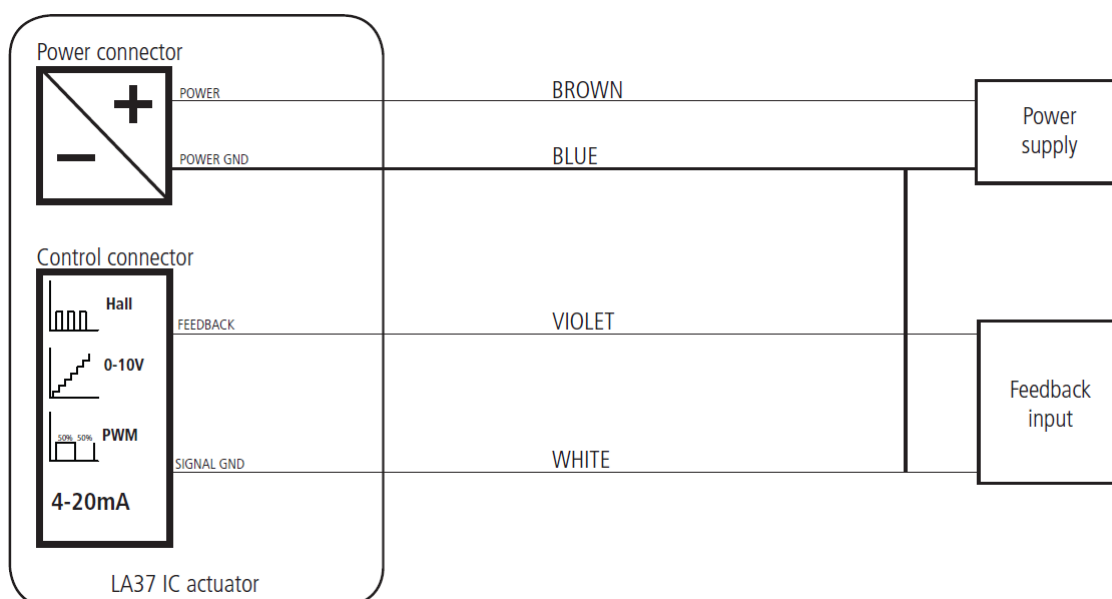 Power connector
+
−
POWER
BROWN
POWER GND
BLUE
Power
supply
Control connector
Hall
FEEDBACK
VIOLET
0-10V
Feedback
input
50% 50% PWM
SIGNAL GND
WHITE
4-20mA
LA37 IC actuator